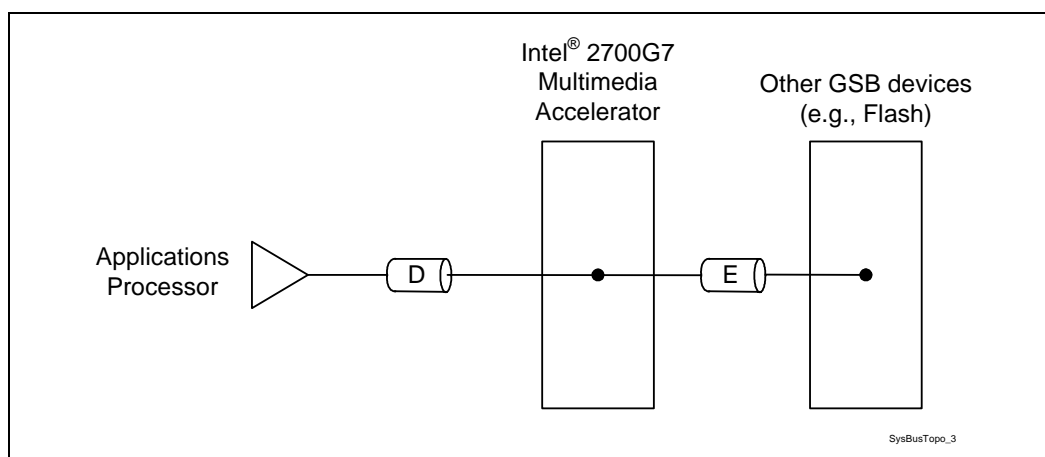 Intel® 2700G7
Multimedia
Accelerator
Other GSB devices
(e.g., Flash)
Applications
Processor
D
E
SysBusTopo_3